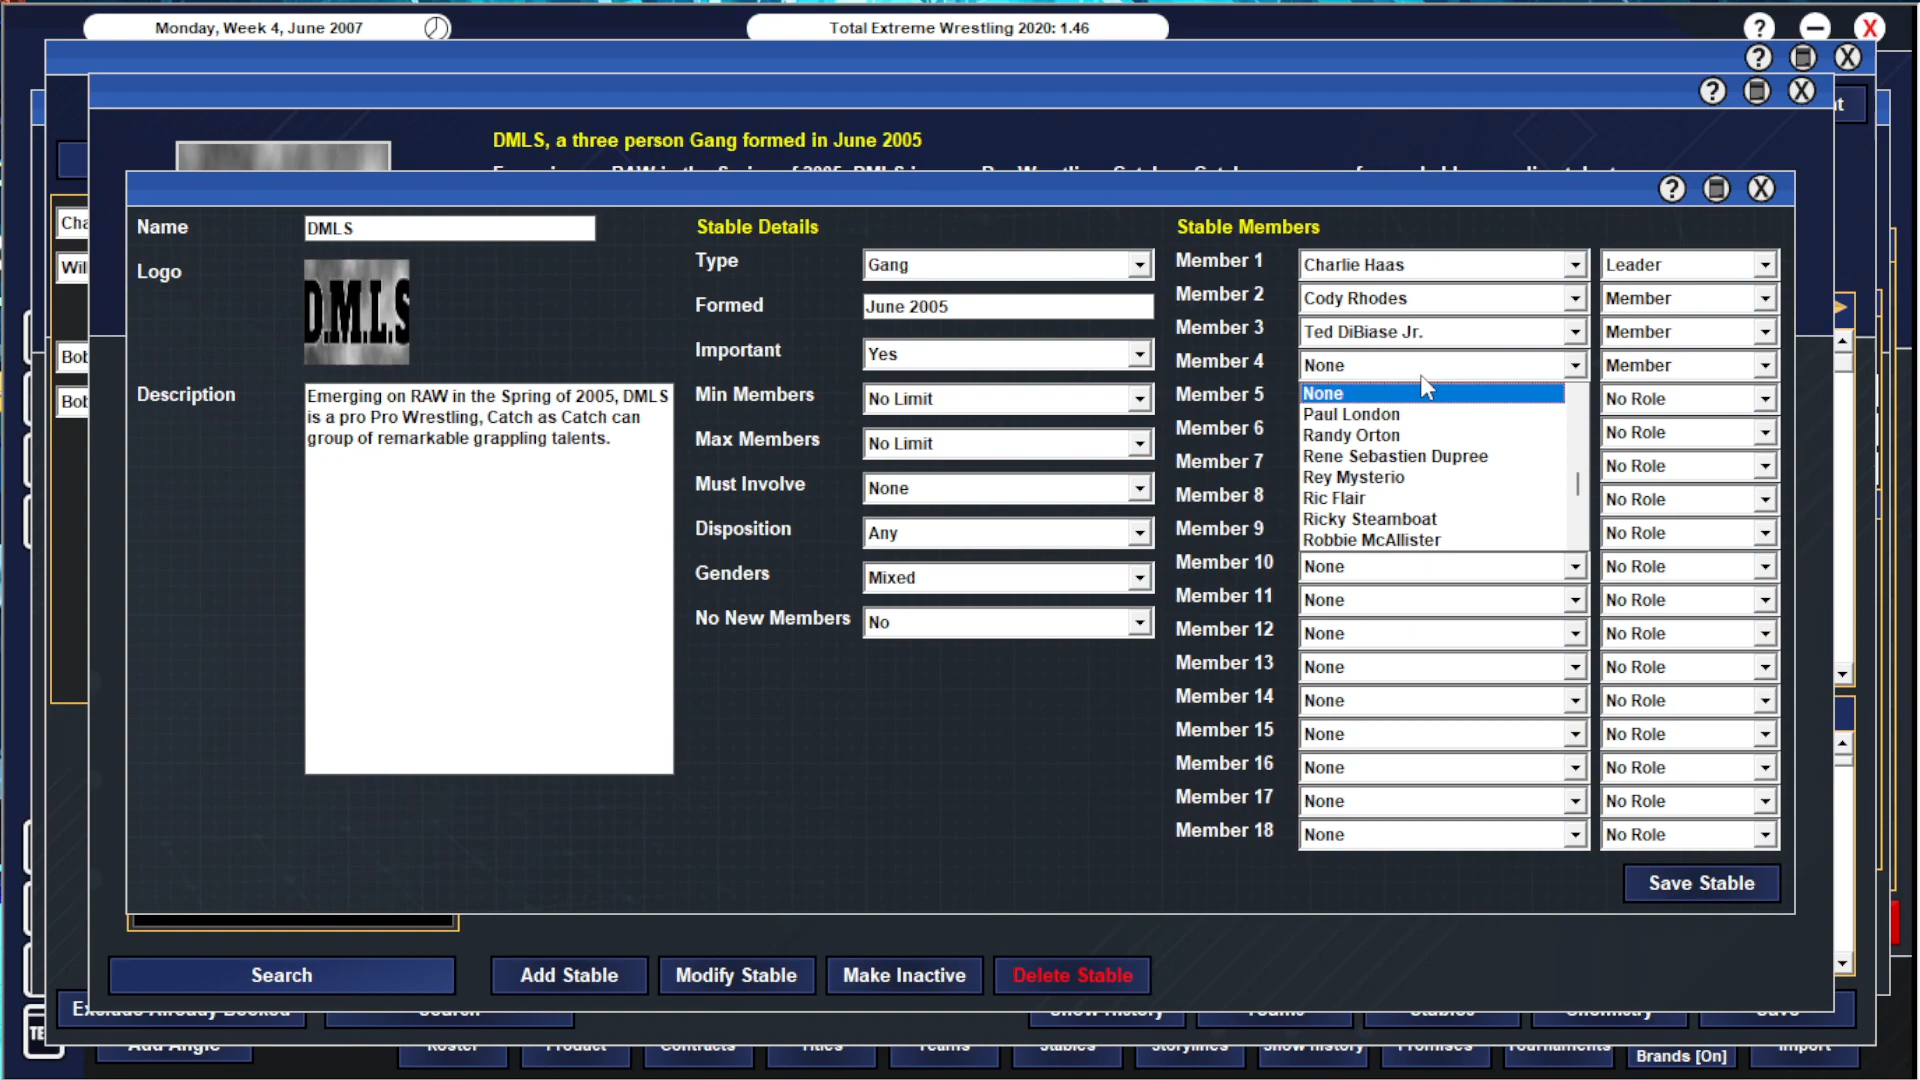 Monday, Week 4, June 2007
Total Extreme Wrestling 2020: 1.46
DMLS, a three person Gang formed in June 2005
Name
DMLS
Logo
D.M.L.S
Description
Emerging on RAW in the Spring of 2005, DMLS
is a pro Pro Wrestling, Catch as Catch can
group of remarkable grappling talents.
Stable Details
Type
Gang
Formed
June 2005
Important
Yes
Min Members
No Limit
Max Members
No Limit
Must Involve
None
Disposition
Any
Genders
Mixed
No New Members
No
Stable Members
Member 1 Charlie Haas Leader
Member 2 Cody Rhodes Member
Member 3 Ted DiBiase Jr. Member
Member 4 None Member
None
Paul London
Randy Orton
Rene Sebastien Dupree
Rey Mysterio
Ric Flair
Ricky Steamboat
Robbie McAllister
Member 5 No Role
Member 6 No Role
Member 7 No Role
Member 8 No Role
Member 9 No Role
Member 10 None No Role
Member 11 None No Role
Member 12 None No Role
Member 13 None No Role
Member 14 None No Role
Member 15 None No Role
Member 16 None No Role
Member 17 None No Role
Member 18 None No Role
Save Stable
Search
Add Stable
Modify Stable
Make Inactive
Delete Stable
Brands [On]